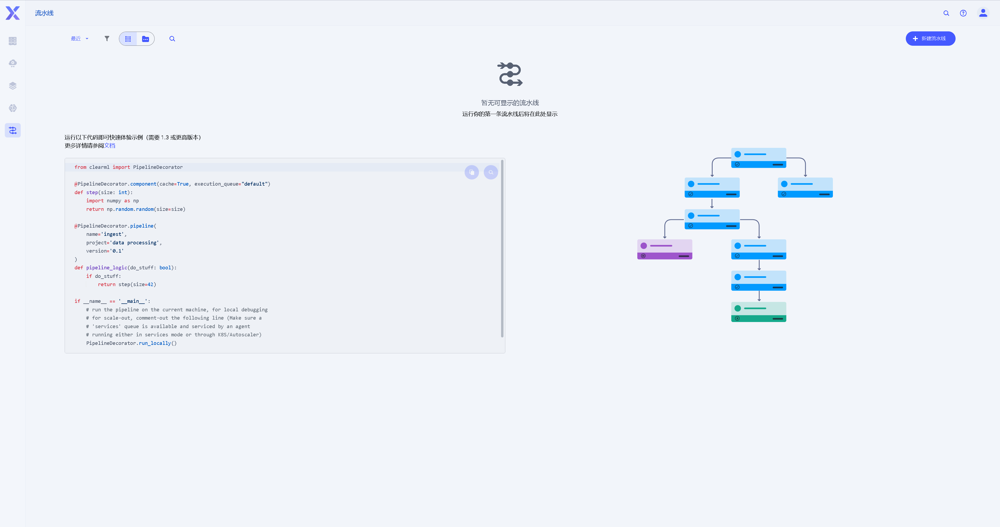 流水线
最近
新建流水线
暂无可显示的流水线
运行你的第一条流水线后将在此处显示
运行以下代码即可快速体验示例（需要 1.3 或更高版本）
更多详情请参阅文档
from clearml import PipelineDecorator
@PipelineDecorator.component(cache=True, execution_queue="default")
def step(size: int):
    import numpy as np
    return np.random.random(size=size)
@PipelineDecorator.pipeline(
    name='ingest',
    project='data processing',
    version='0.1'
)
def pipeline_logic(do_stuff: bool):
    if do_stuff:
        return step(size=42)
if __name__ == '__main__':
    # run the pipeline on the current machine, for local debugging
    # for scale-out, comment-out the following line (Make sure a
    # 'services' queue is available and serviced by an agent
    # running either in services mode or through K8S/Autoscaler)
    PipelineDecorator.run_locally()